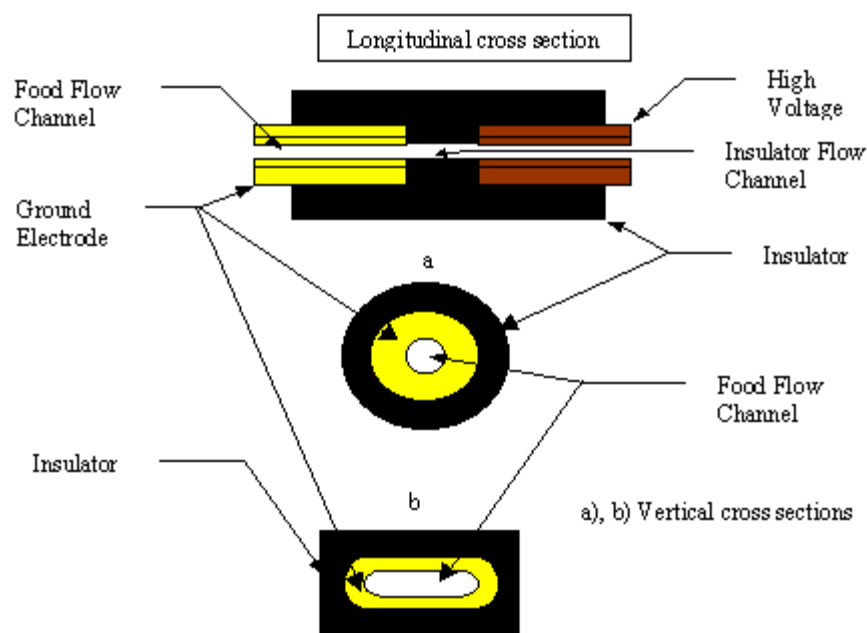 Longitudinal cross section
Food Flow
Channel
High
Voltage
Insulator Flow
Channel
Ground
Electrode
Insulator
a
Food Flow
Channel
Insulator
b
a), b) Vertical cross sections